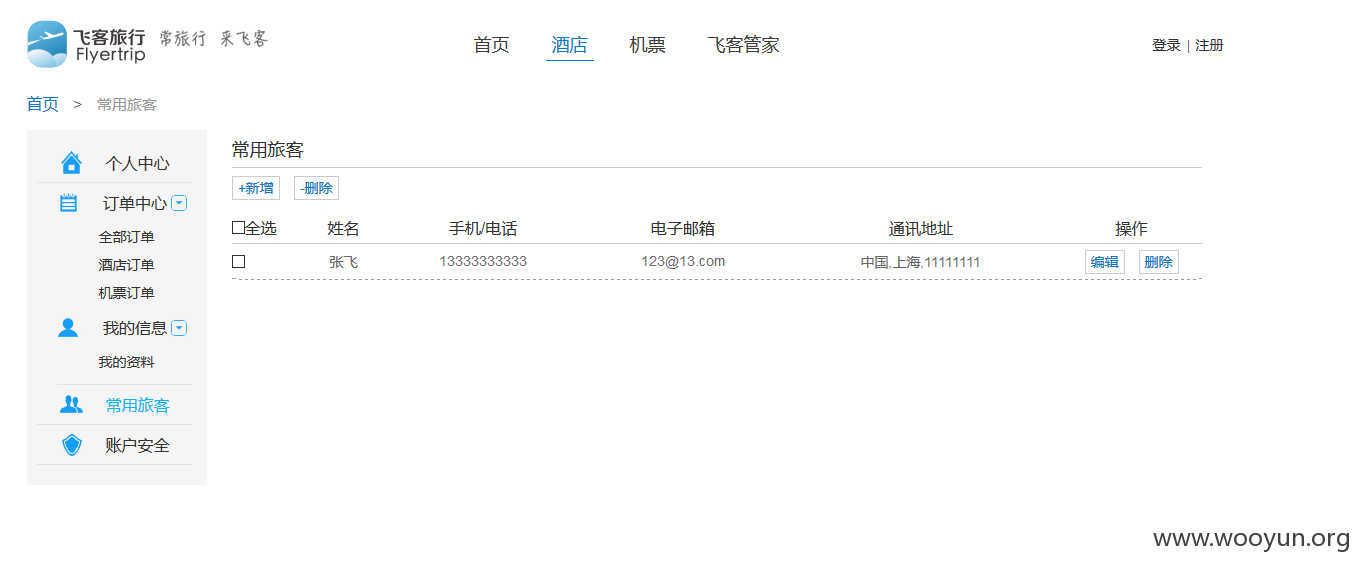 飞客旅行 常旅行 来飞客
Flyertrip
首页 酒店 机票 飞客管家
登录 | 注册
首页 > 常用旅客
个人中心
订单中心
全部订单
酒店订单
机票订单
我的信息
我的资料
常用旅客
账户安全
常用旅客
+新增 -删除
全选 姓名 手机/电话 电子邮箱 通讯地址 操作
张飞 13333333333 123@13.com 中国,上海,11111111 编辑 删除
www.wooyun.org